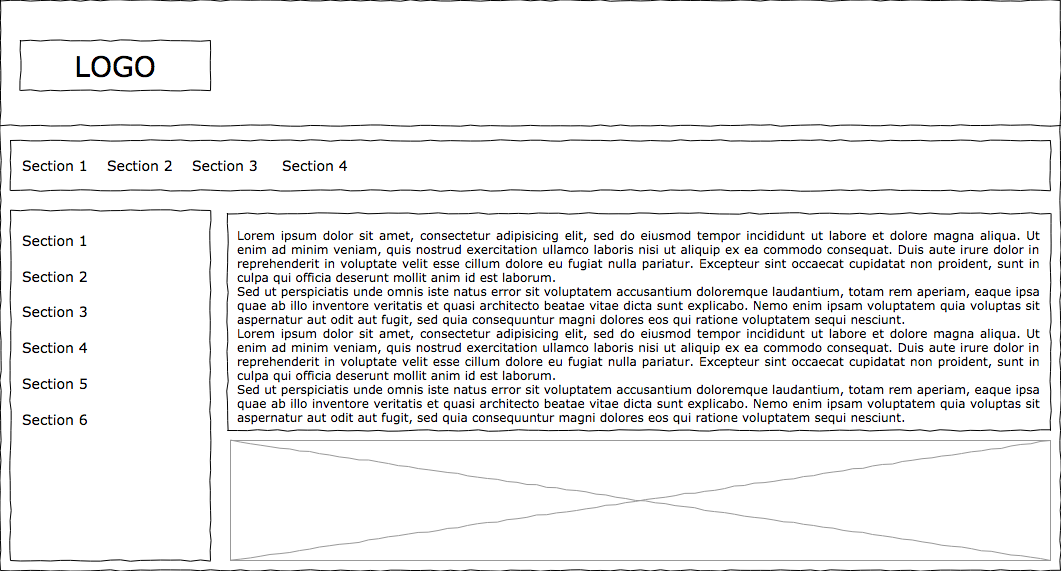 LOGO
Section 1 Section 2 Section 3 Section 4
Section 1
Section 2
Section 3
Section 4
Section 5
Section 6
Lorem ipsum dolor sit amet, consectetur adipisicing elit, sed do eiusmod tempor incididunt ut labore et dolore magna aliqua. Ut
enim ad minim veniam, quis nostrud exercitation ullamco laboris nisi ut aliquip ex ea commodo consequat. Duis aute irure dolor in
reprehenderit in voluptate velit esse cillum dolore eu fugiat nulla pariatur. Excepteur sint occaecat cupidatat non proident, sunt in
culpa qui officia deserunt mollit anim id est laborum.
Sed ut perspiciatis unde omnis iste natus error sit voluptatem accusantium doloremque laudantium, totam rem aperiam, eaque ipsa
quae ab illo inventore veritatis et quasi architecto beatae vitae dicta sunt explicabo. Nemo enim ipsam voluptatem quia voluptas sit
aspernatur aut odit aut fugit, sed quia consequuntur magni dolores eos qui ratione voluptatem sequi nesciunt.
Lorem ipsum dolor sit amet, consectetur adipisicing elit, sed do eiusmod tempor incididunt ut labore et dolore magna aliqua. Ut
enim ad minim veniam, quis nostrud exercitation ullamco laboris nisi ut aliquip ex ea commodo consequat. Duis aute irure dolor in
reprehenderit in voluptate velit esse cillum dolore eu fugiat nulla pariatur. Excepteur sint occaecat cupidatat non proident, sunt in
culpa qui officia deserunt mollit anim id est laborum.
Sed ut perspiciatis unde omnis iste natus error sit voluptatem accusantium doloremque laudantium, totam rem aperiam, eaque ipsa
quae ab illo inventore veritatis et quasi architecto beatae vitae dicta sunt explicabo. Nemo enim ipsam voluptatem quia voluptas sit
aspernatur aut odit aut fugit, sed quia consequuntur magni dolores eos qui ratione voluptatem sequi nesciunt.